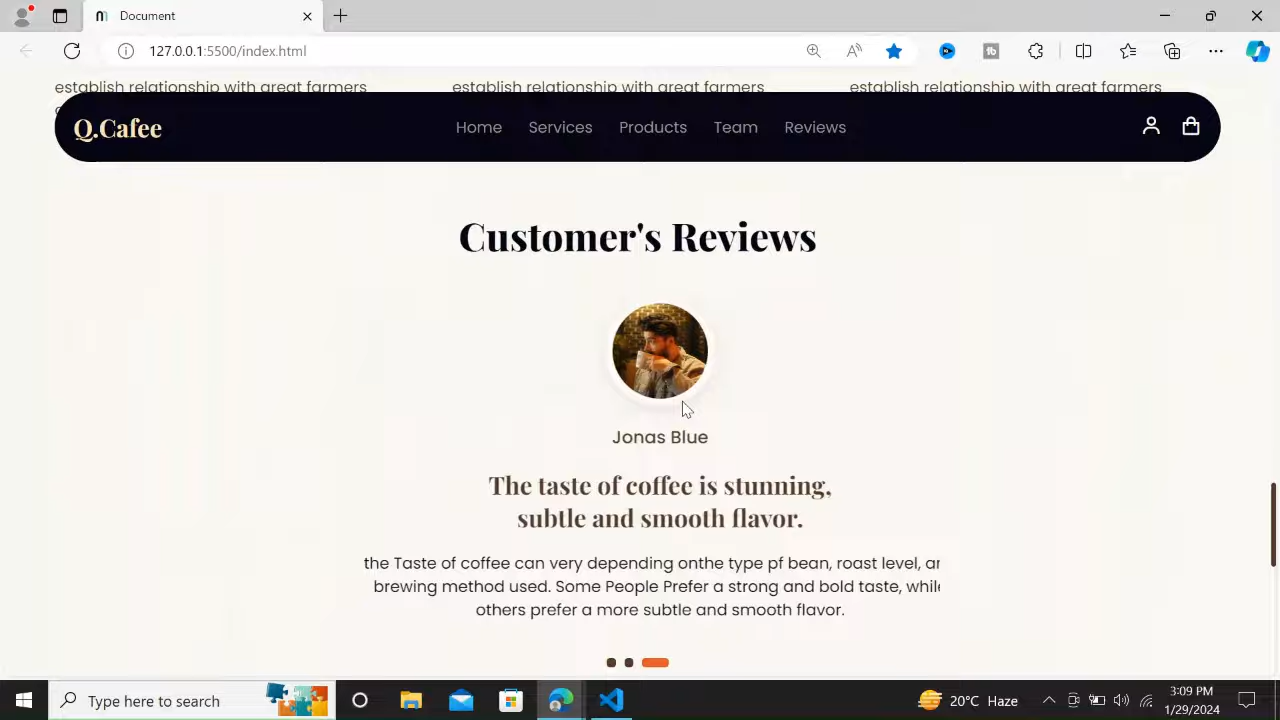 Document
127.0.0.1:5500/index.html
establish relationship with great farmers
establish relationship with great farmers
establish relationship with great farmers
Q.Cafee
Home
Services
Products
Team
Reviews
Customer's Reviews
Jonas Blue
The taste of coffee is stunning,
subtle and smooth flavor.
the Taste of coffee can very depending onthe type pf bean, roast level,
brewing method used. Some People Prefer a strong and bold taste,
others prefer a more subtle and smooth flavor.
Type here to search
20°C Haze
3:09 PM
1/29/2024